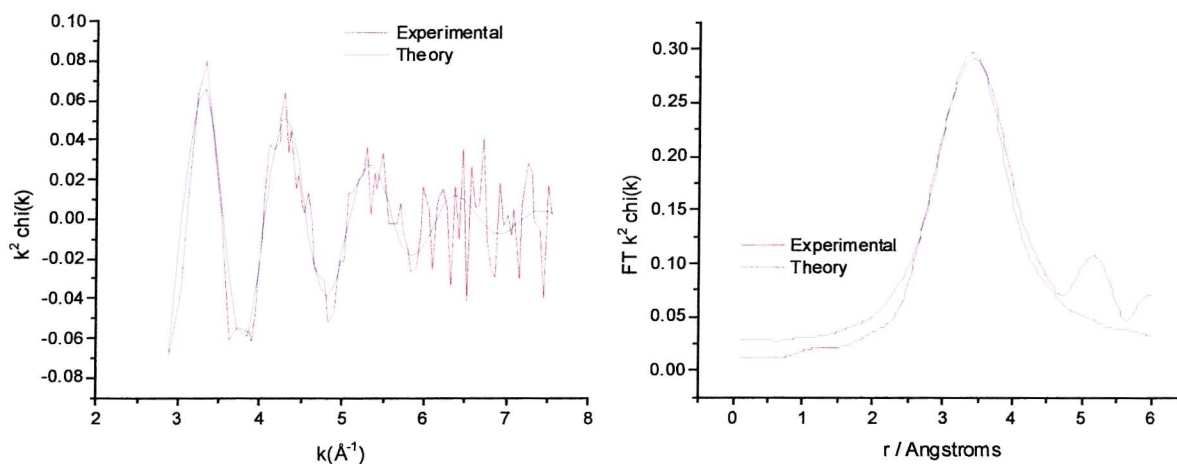 0.10
0.08
0.06
0.04
0.02
0.00
-0.02
-0.04
-0.06
-0.08
k² chi(k)
Experimental
Theory
2 3 4 5 6 7 8
k(Å⁻¹)
0.30
0.25
0.20
0.15
0.10
0.05
0.00
FT k² chi(k)
Experimental
Theory
0 1 2 3 4 5 6
r / Angstroms